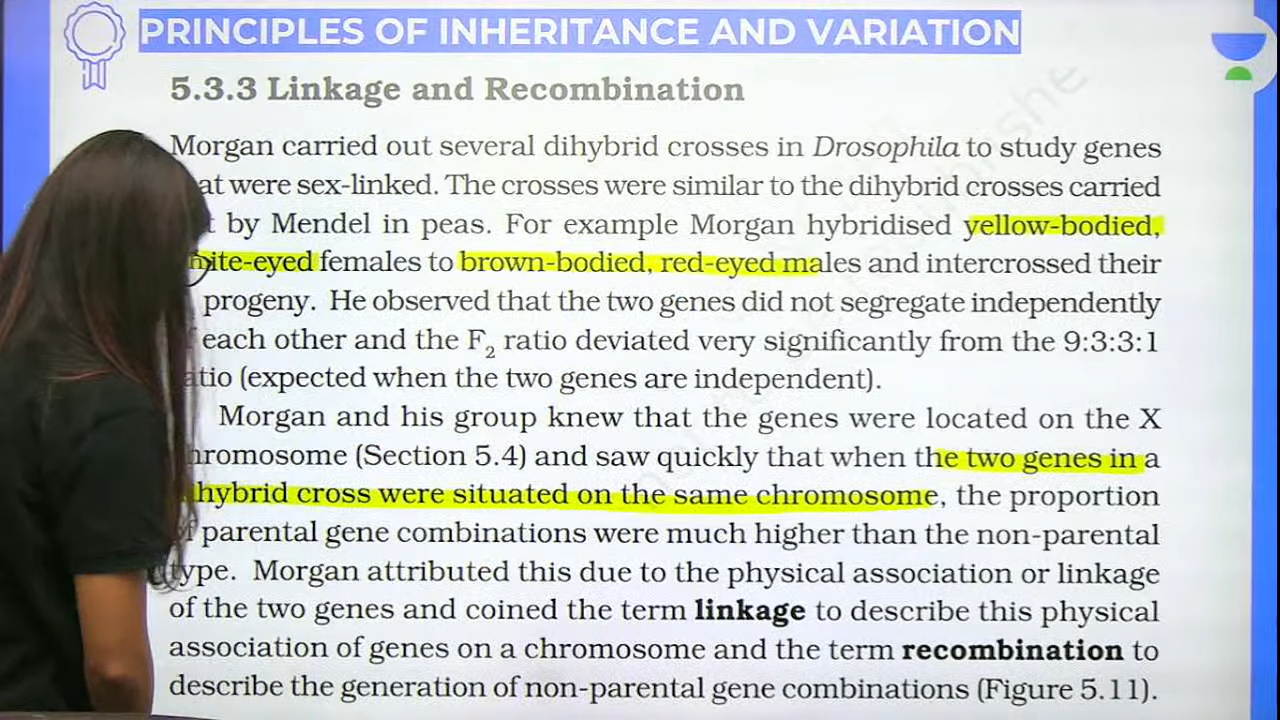 PRINCIPLES OF INHERITANCE AND VARIATION
5.3.3 Linkage and Recombination
Morgan carried out several dihybrid crosses in Drosophila to study genes
at were sex-linked. The crosses were similar to the dihybrid crosses carried
t by Mendel in peas. For example Morgan hybridised yellow-bodied,
ite-eyed females to brown-bodied, red-eyed males and intercrossed their
progeny. He observed that the two genes did not segregate independently
each other and the F₂ ratio deviated very significantly from the 9:3:3:1
atio (expected when the two genes are independent).
Morgan and his group knew that the genes were located on the X
hromosome (Section 5.4) and saw quickly that when the two genes in a
hybrid cross were situated on the same chromosome, the proportion
of parental gene combinations were much higher than the non-parental
type. Morgan attributed this due to the physical association or linkage
of the two genes and coined the term linkage to describe this physical
association of genes on a chromosome and the term recombination to
describe the generation of non-parental gene combinations (Figure 5.11).